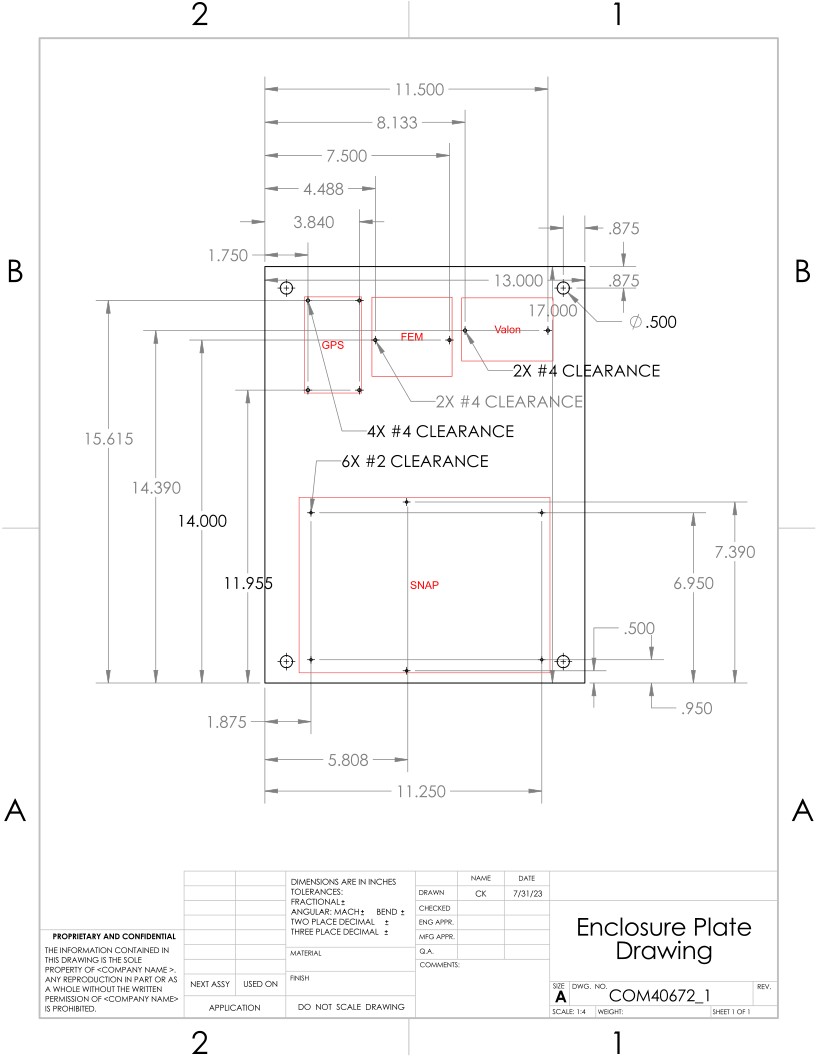 2
1
11.500
8.133
7.500
4.488
3.840
.875
1.750
B
B
13.000
.875
17.000
⌀.500
Valon
FEM
GPS
2X #4 CLEARANCE
2X #4 CLEARANCE
4X #4 CLEARANCE
15.615
6X #2 CLEARANCE
14.390
14.000
7.390
11.955
SNAP
6.950
.500
.950
1.875
5.808
11.250
A
A
DIMENSIONS ARE IN INCHES
TOLERANCES:
FRACTIONAL±
ANGULAR: MACH± BEND ±
TWO PLACE DECIMAL ±
THREE PLACE DECIMAL ±
NAME DATE
DRAWN CK 7/31/23
CHECKED
ENG APPR.
MFG APPR.
Q.A.
COMMENTS:
MATERIAL
FINISH
Enclosure Plate
Drawing
PROPRIETARY AND CONFIDENTIAL
THE INFORMATION CONTAINED IN
THIS DRAWING IS THE SOLE
PROPERTY OF <COMPANY NAME >.
ANY REPRODUCTION IN PART OR AS
A WHOLE WITHOUT THE WRITTEN
PERMISSION OF <COMPANY NAME>
IS PROHIBITED.
NEXT ASSY USED ON
APPLICATION
DO NOT SCALE DRAWING
SIZE DWG. NO. REV.
A COM40672_1
SCALE: 1:4 WEIGHT: SHEET 1 OF 1
2
1